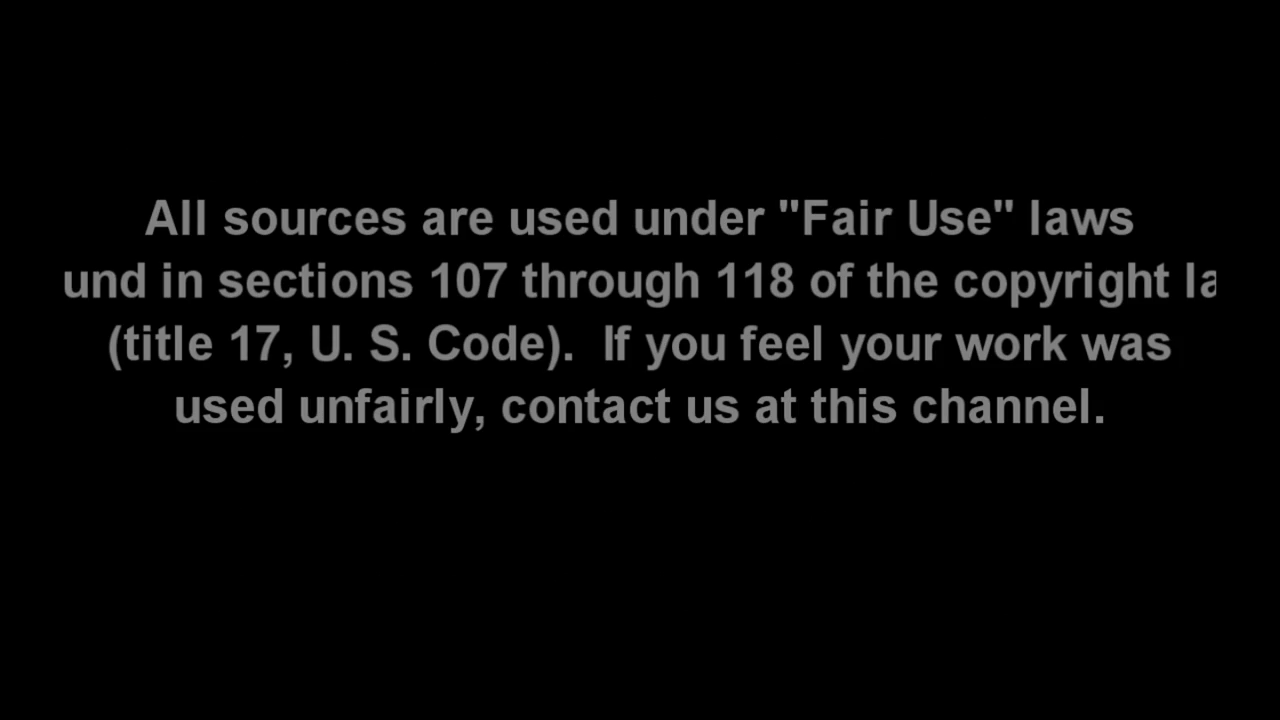 All sources are used under "Fair Use" laws
und in sections 107 through 118 of the copyright la
(title 17, U. S. Code).  If you feel your work was
used unfairly, contact us at this channel.